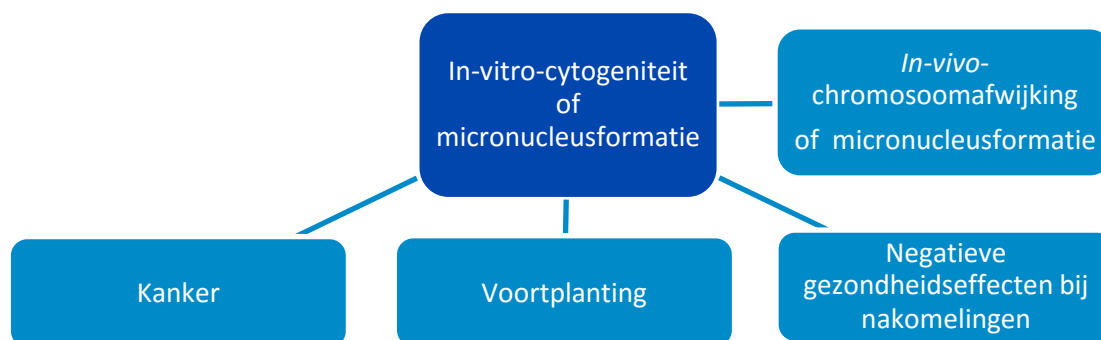 In-vitro-cytogeniteit
of
micronucleusformatie
In-vivo-
chromosoomafwijking
of micronucleusformatie
Kanker
Voortplanting
Negatieve
gezondheidseffecten bij
nakomelingen